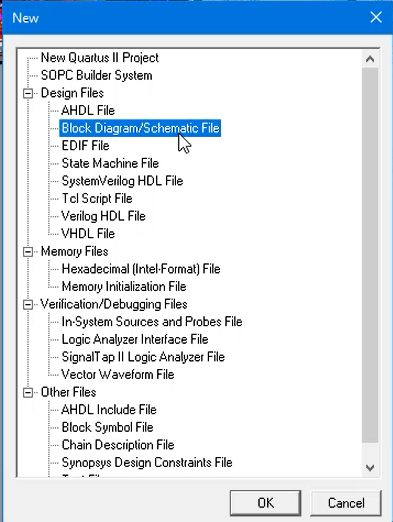 New
New Quartus II Project
SOPC Builder System
Design Files
AHDL File
Block Diagram/Schematic File
EDIF File
State Machine File
SystemVerilog HDL File
Tcl Script File
Verilog HDL File
VHDL File
Memory Files
Hexadecimal (Intel-Format) File
Memory Initialization File
Verification/Debugging Files
In-System Sources and Probes File
Logic Analyzer Interface File
SignalTap II Logic Analyzer File
Vector Waveform File
Other Files
AHDL Include File
Block Symbol File
Chain Description File
Synopsys Design Constraints File
OK
Cancel